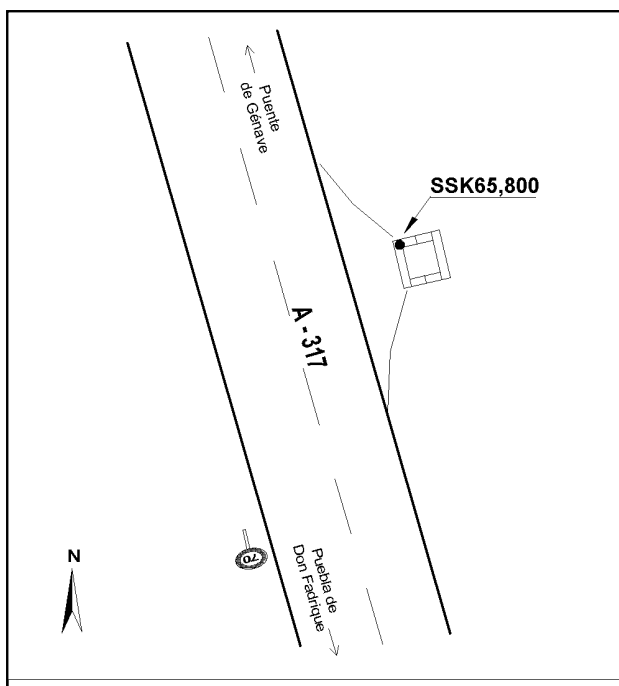 Puente
de Génave
SSK65,800
A - 317
N
70
Puebla de
Don Fadrique